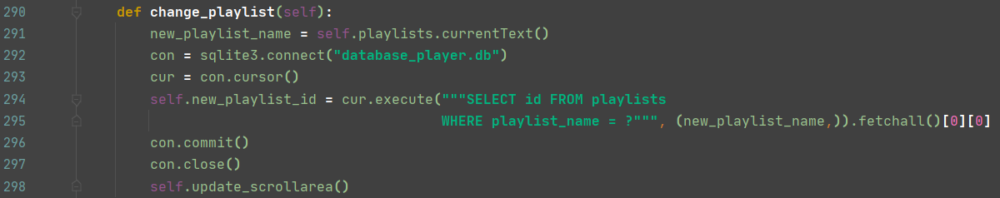 290 def change_playlist(self):
291 new_playlist_name = self.playlists.currentText()
292 con = sqlite3.connect("database_player.db")
293 cur = con.cursor()
294 self.new_playlist_id = cur.execute("""SELECT id FROM playlists
295 WHERE playlist_name = ?""", (new_playlist_name,)).fetchall()[0][0]
296 con.commit()
297 con.close()
298 self.update_scrollarea()